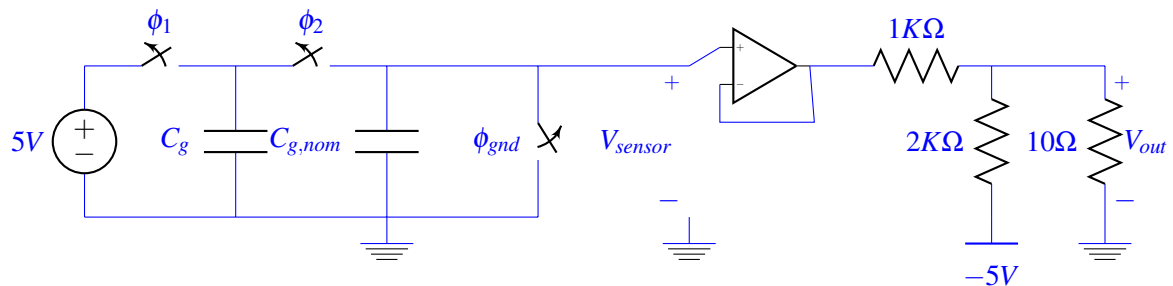 ϕ1
ϕ2
1KΩ
+
+
−
+
5V
+
−
Cg
Cg,nom
ϕgnd
Vsensor
2KΩ
10Ω
Vout
−
−
−5V